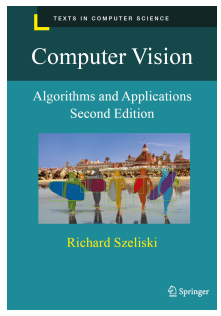 TEXTS IN COMPUTER SCIENCE
Computer Vision
Algorithms and Applications
Second Edition
Richard Szeliski
Springer